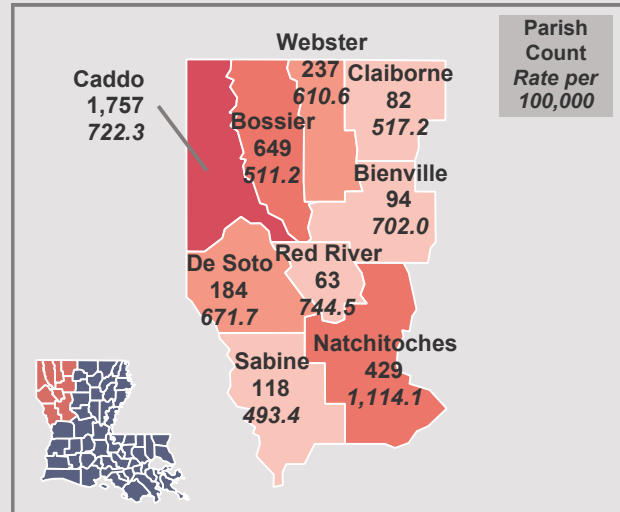 Parish
Count
Rate per
100,000
Webster
237
610.6
Caddo
1,757
722.3
Claiborne
82
517.2
Bossier
649
511.2
Bienville
94
702.0
De Soto
184
671.7
Red River
63
744.5
Natchitoches
429
1,114.1
Sabine
118
493.4